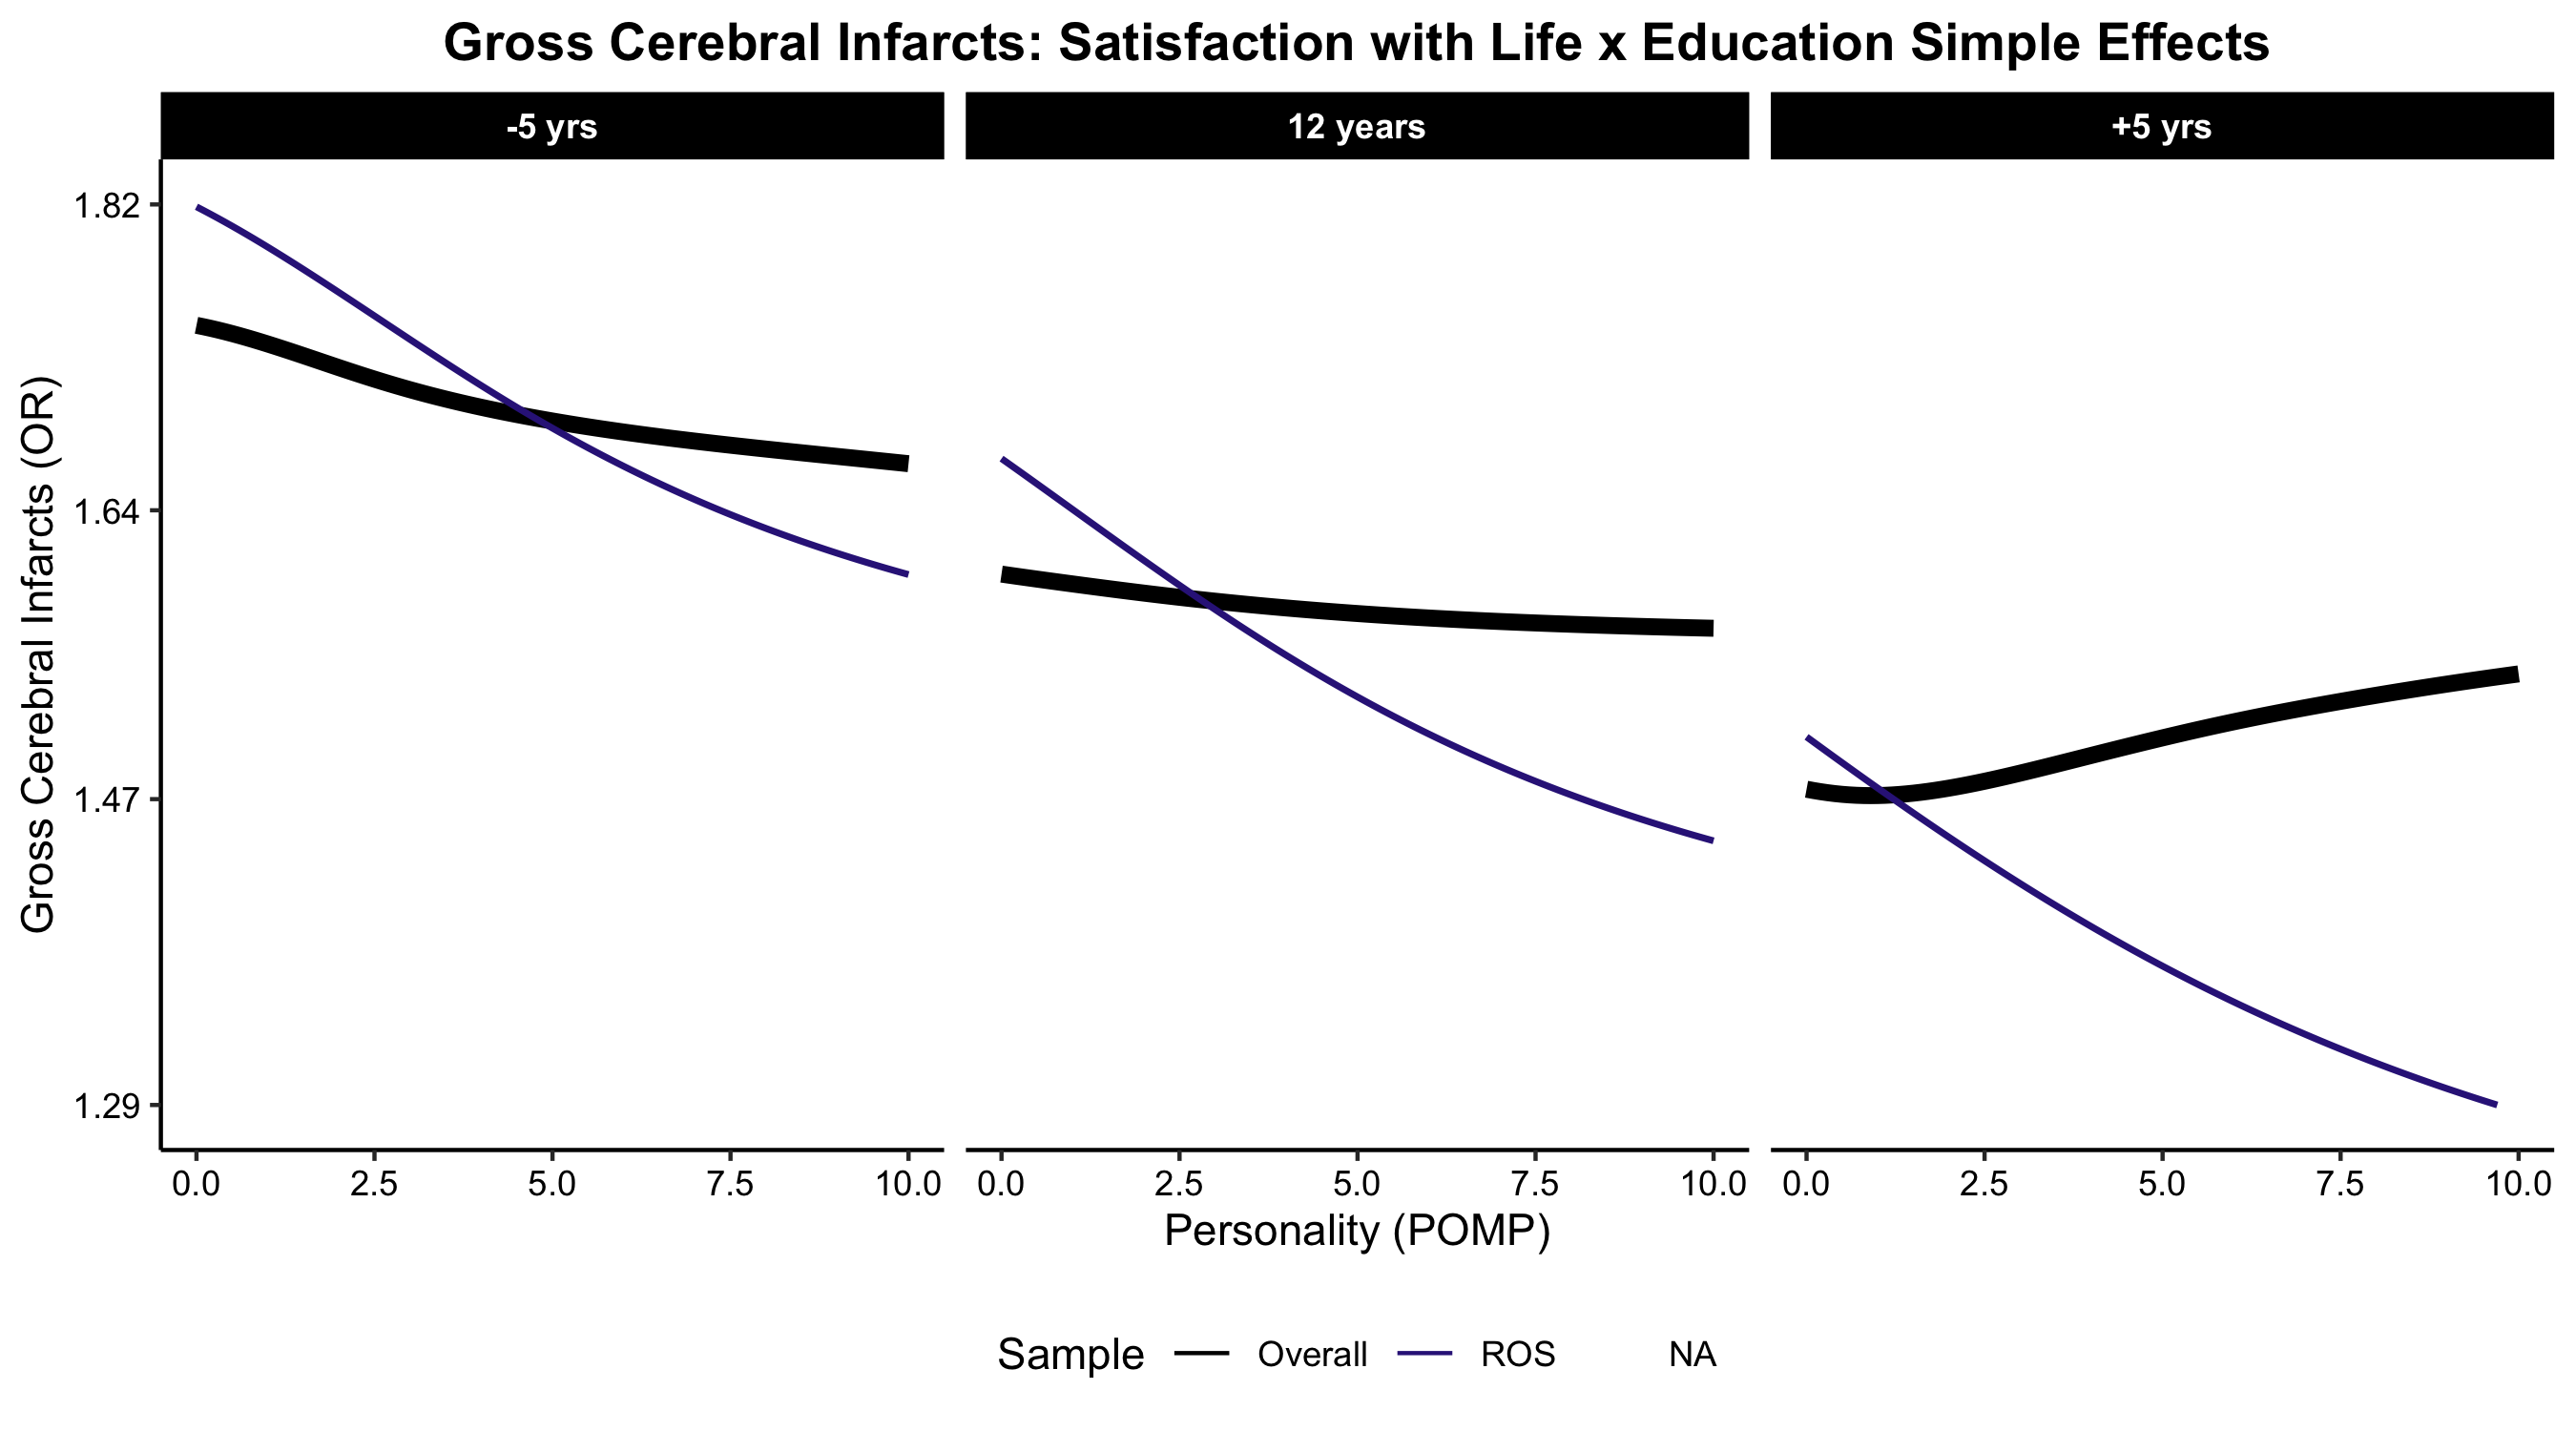 Gross Cerebral Infarcts: Satisfaction with Life x Education Simple Effects
-5 yrs 12 years +5 yrs
Gross Cerebral Infarcts (OR)
1.82
1.64
1.47
1.29
0.0 2.5 5.0 7.5 10.0 0.0 2.5 5.0 7.5 10.0 0.0 2.5 5.0 7.5 10.0
Personality (POMP)
Sample Overall ROS NA